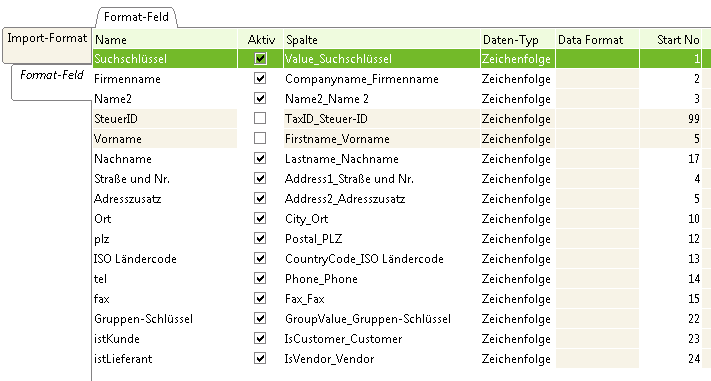 Format-Feld
Import-Format
Format-Feld
Name Aktiv Spalte Daten-Typ Data Format Start No
Suchschlüssel Value_Suchschlüssel Zeichenfolge 1
Firmenname Companyname_Firmenname Zeichenfolge 2
Name2 Name2_Name 2 Zeichenfolge 3
SteuerID TaxID_Steuer-ID Zeichenfolge 99
Vorname Firstname_Vorname Zeichenfolge 5
Nachname Lastname_Nachname Zeichenfolge 17
Straße und Nr. Address1_Straße und Nr. Zeichenfolge 4
Adresszusatz Address2_Adresszusatz Zeichenfolge 5
Ort City_Ort Zeichenfolge 10
plz Postal_PLZ Zeichenfolge 12
ISO Ländercode CountryCode_ISO Ländercode Zeichenfolge 13
tel Phone_Phone Zeichenfolge 14
fax Fax_Fax Zeichenfolge 15
Gruppen-Schlüssel GroupValue_Gruppen-Schlüssel Zeichenfolge 22
istKunde IsCustomer_Customer Zeichenfolge 23
istLieferant IsVendor_Vendor Zeichenfolge 24